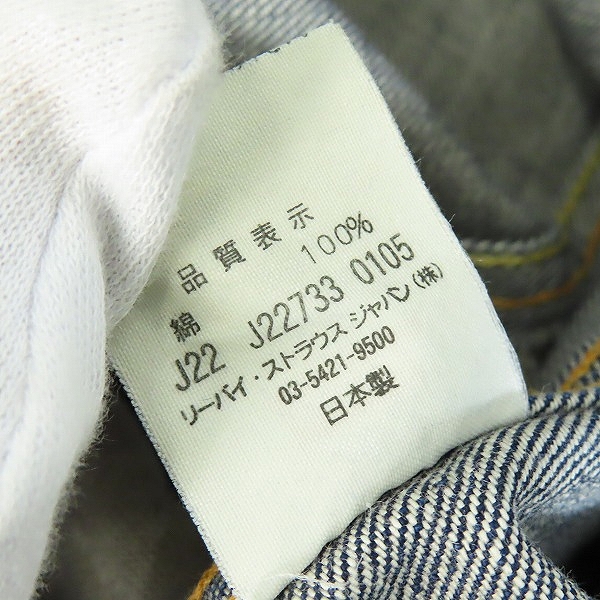 品質表示
綿 100%
J22 J22733 0105
リーバイ・ストラウス ジャパン(株)
03-5421-9500
日本製